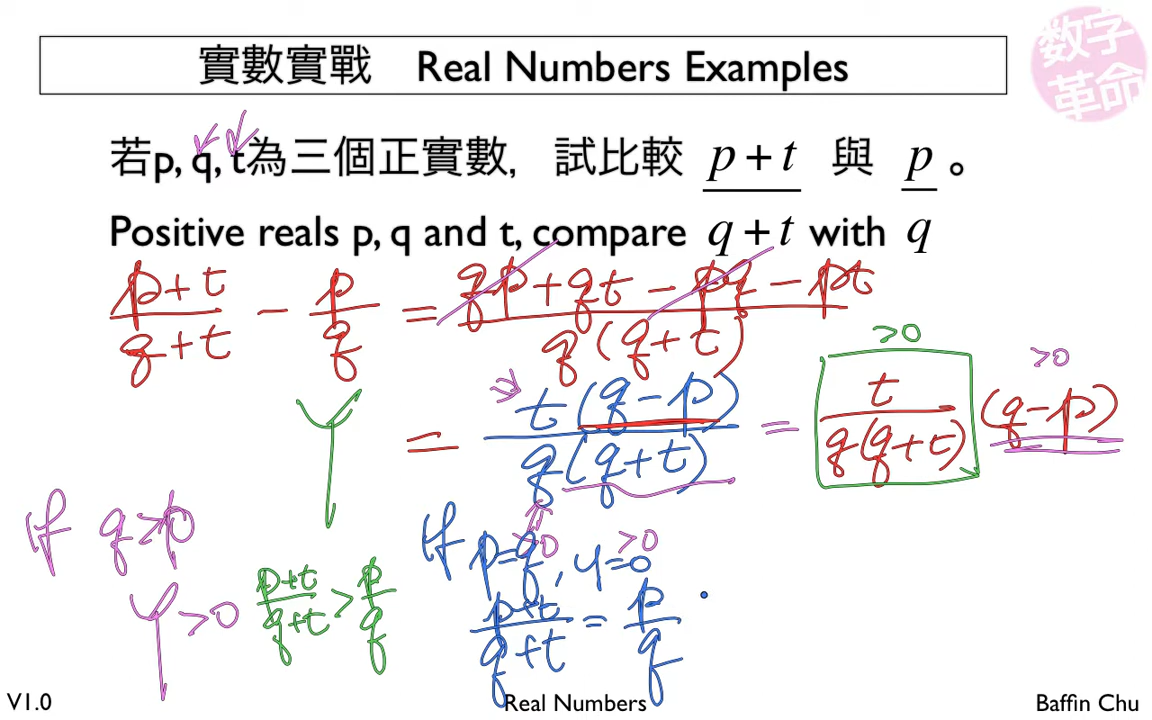 實數實戰 Real Numbers Examples
数字
革命
若p, q, t為三個正實數, 試比較 p + t 與 p 。
Positive reals p, q and t, compare q + t with q
p+t/q+t - p/q = qp+qt-pq-pt/q(q+t)
Y = t(q-p)/q(q+t) = t/q(q+t) (q-p)
>0 >0
>0 >0
If q>p
Y>0 p+t/q+t > p/q
If p=q, Y=0
p+t/q+t = p/q
V1.0 Real Numbers Baffin Chu